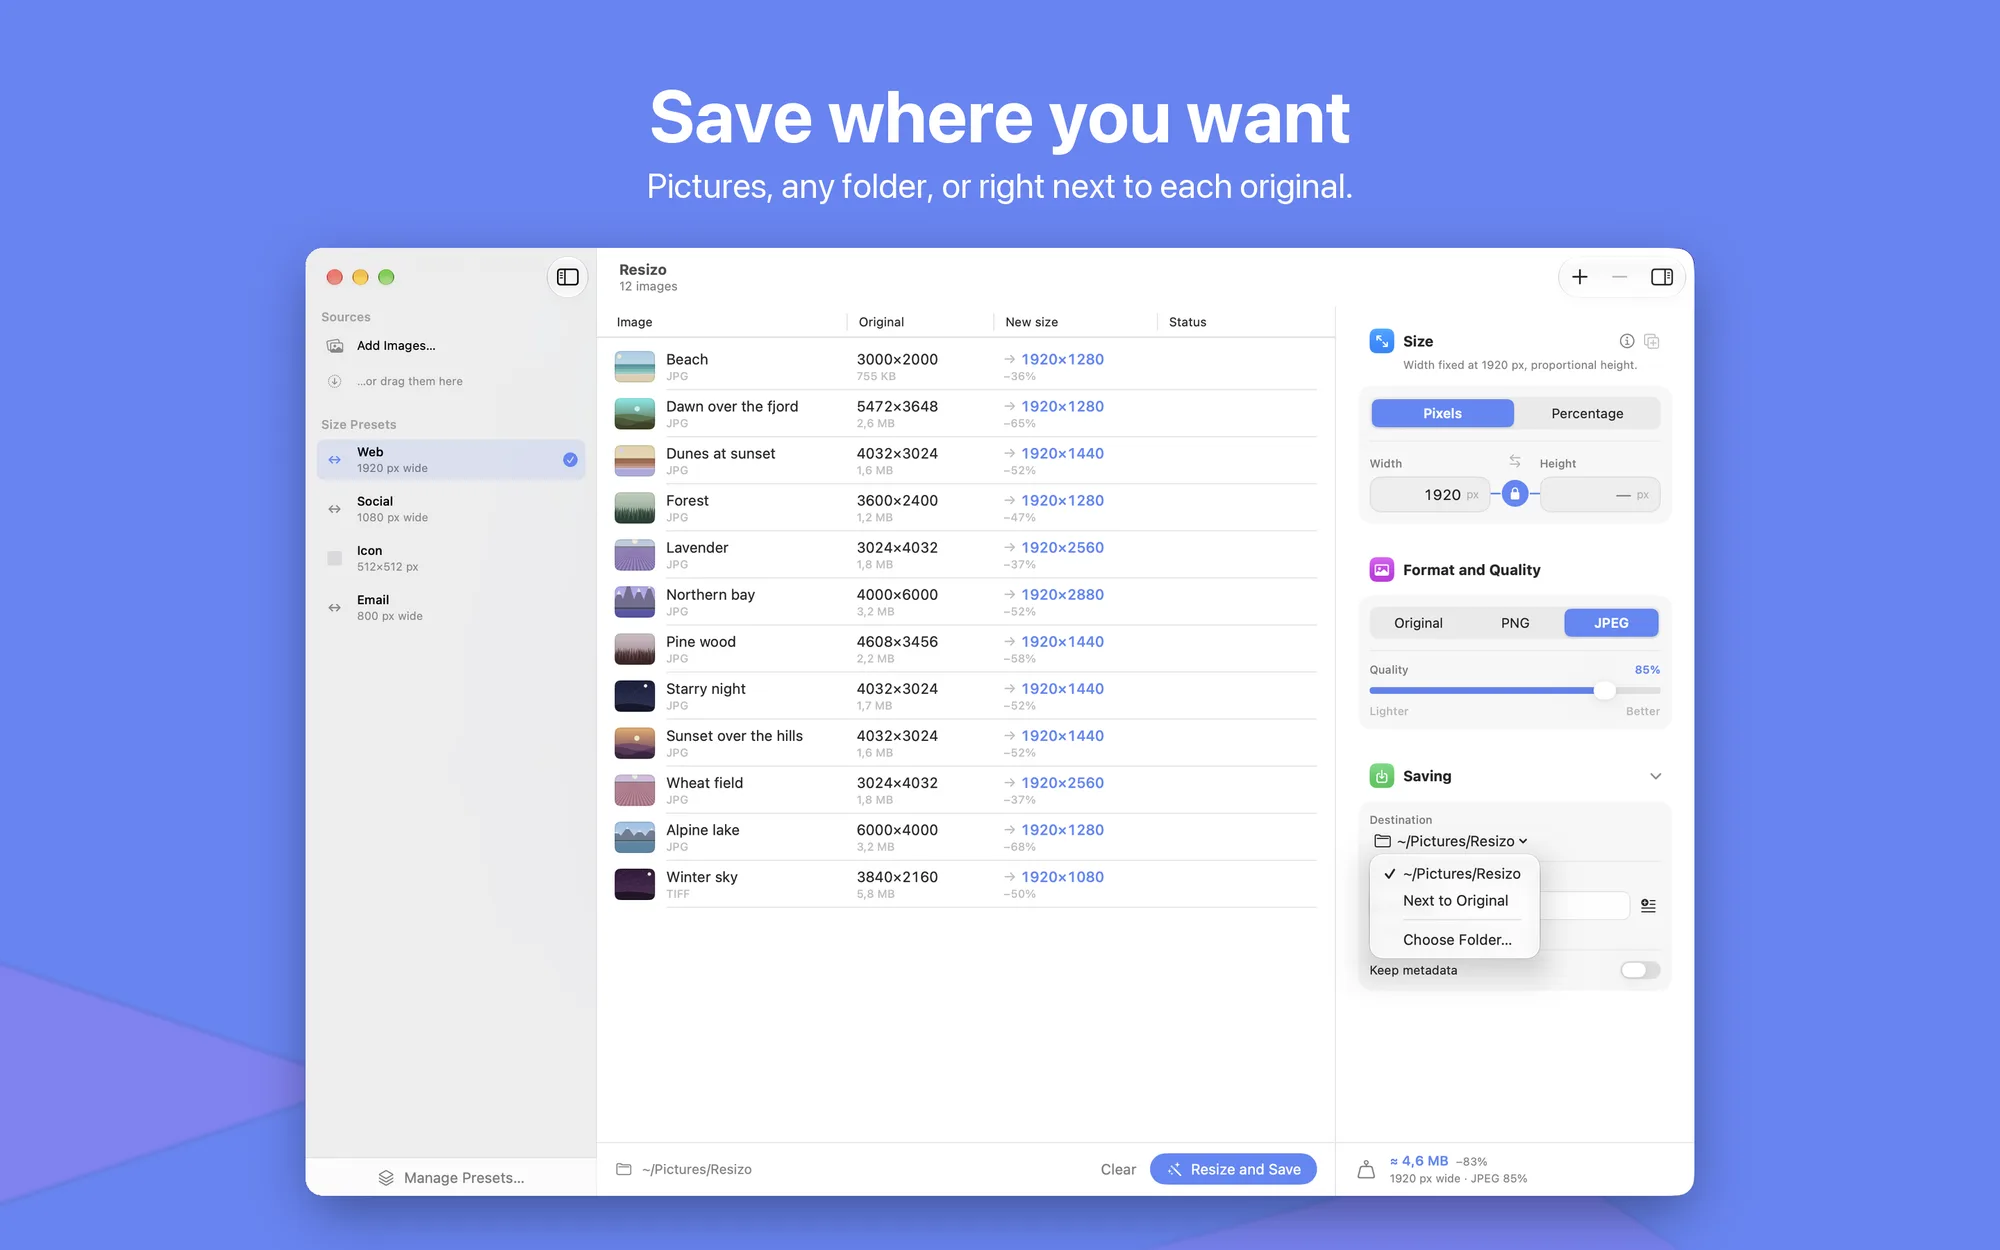 Save where you want
Pictures, any folder, or right next to each original.
Sources
Add Images...
...or drag them here
Size Presets
Web
1920 px wide
Social
1080 px wide
Icon
512×512 px
Email
800 px wide
Manage Presets...
Resizo
12 images
Image Original New size Status
Beach 3000×2000 → 1920×1280
JPG 755 KB −36%
Dawn over the fjord 5472×3648 → 1920×1280
JPG 2,6 MB −65%
Dunes at sunset 4032×3024 → 1920×1440
JPG 1,6 MB −52%
Forest 3600×2400 → 1920×1280
JPG 1,2 MB −47%
Lavender 3024×4032 → 1920×2560
JPG 1,8 MB −37%
Northern bay 4000×6000 → 1920×2880
JPG 3,2 MB −52%
Pine wood 4608×3456 → 1920×1440
JPG 2,2 MB −58%
Starry night 4032×3024 → 1920×1440
JPG 1,7 MB −52%
Sunset over the hills 4032×3024 → 1920×1440
JPG 1,6 MB −52%
Wheat field 3024×4032 → 1920×2560
JPG 1,8 MB −37%
Alpine lake 6000×4000 → 1920×1280
JPG 3,2 MB −68%
Winter sky 3840×2160 → 1920×1080
TIFF 5,8 MB −50%
~/Pictures/Resizo Clear Resize and Save
Size
Width fixed at 1920 px, proportional height.
Pixels Percentage
Width Height
1920 px — px
Format and Quality
Original PNG JPEG
Quality 85%
Lighter Better
Saving
Destination
~/Pictures/Resizo
✓ ~/Pictures/Resizo
Next to Original
Choose Folder...
Keep metadata
≈ 4,6 MB −83%
1920 px wide · JPEG 85%